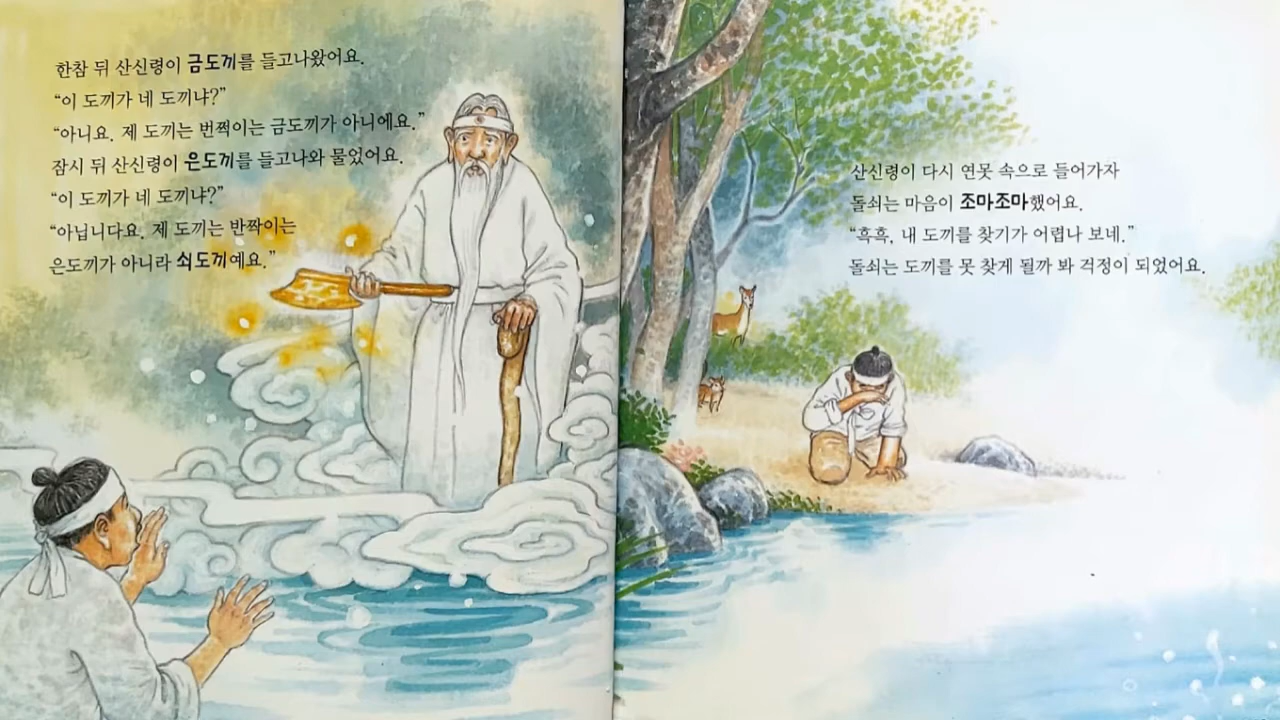 한참 뒤 산신령이 금도끼를 들고나왔어요.
“이 도끼가 네 도끼냐?”
“아니요. 제 도끼는 번쩍이는 금도끼가 아니에요.”
잠시 뒤 산신령이 은도끼를 들고나와 물었어요.
“이 도끼가 네 도끼냐?”
“아닙니다요. 제 도끼는 반짝이는
은도끼가 아니라 쇠도끼예요.”
산신령이 다시 연못 속으로 들어가자
돌쇠는 마음이 조마조마했어요.
“흑흑, 내 도끼를 찾기가 어렵나 보네.”
돌쇠는 도끼를 못 찾게 될까 봐 걱정이 되었어요.